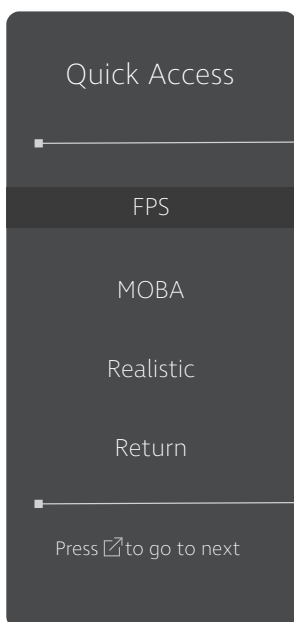 Quick Access
FPS
MOBA
Realistic
Return
Press to go to next